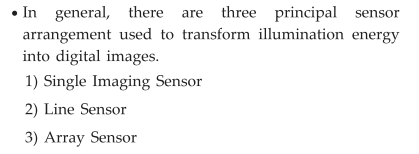 • In general, there are three principal sensor
arrangement used to transform illumination energy
into digital images.
1) Single Imaging Sensor
2) Line Sensor
3) Array Sensor